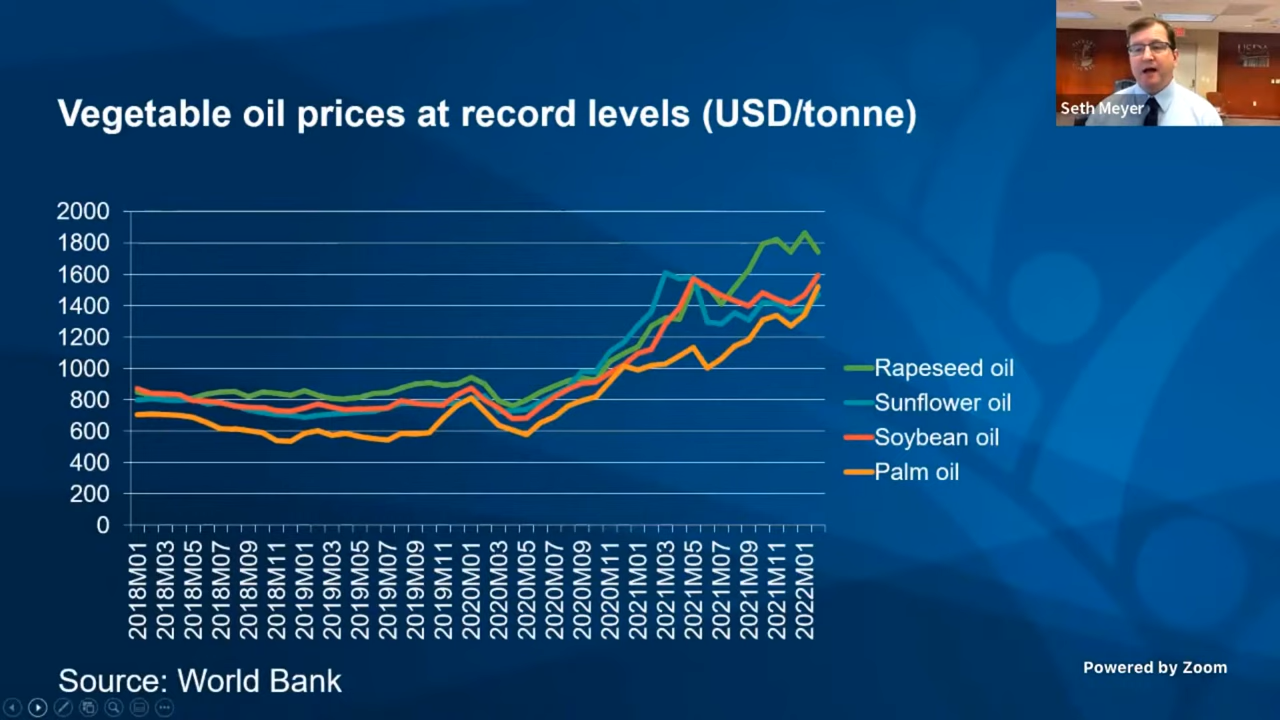 Vegetable oil prices at record levels (USD/tonne)
Seth Meyer
2000
1800
1600
1400
1200
1000
800
600
400
200
0
2018M01
2018M03
2018M05
2018M07
2018M09
2018M11
2019M01
2019M03
2019M05
2019M07
2019M09
2019M11
2020M01
2020M03
2020M05
2020M07
2020M09
2020M11
2021M01
2021M03
2021M05
2021M07
2021M09
2021M11
2022M01
Rapeseed oil
Sunflower oil
Soybean oil
Palm oil
Source: World Bank
Powered by Zoom